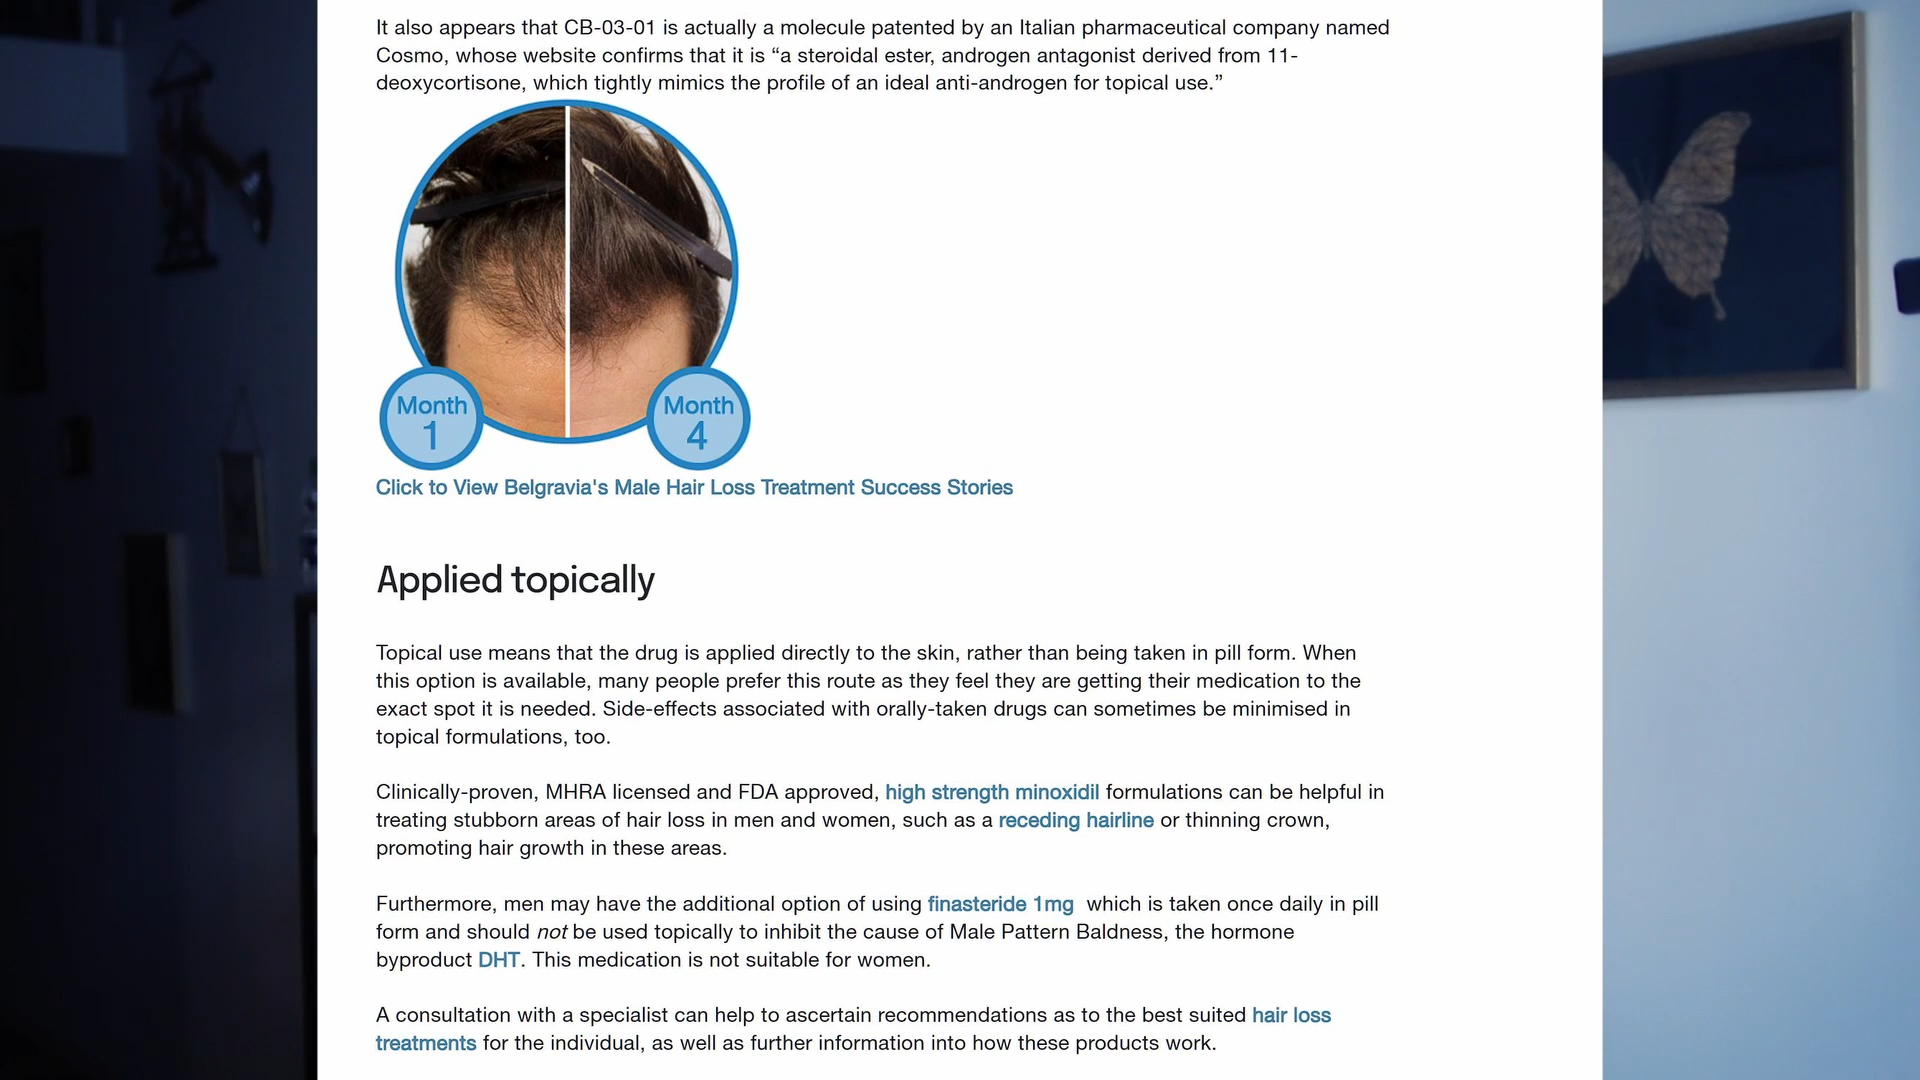 It also appears that CB-03-01 is actually a molecule patented by an Italian pharmaceutical company named
Cosmo, whose website confirms that it is “a steroidal ester, androgen antagonist derived from 11-
deoxycortisone, which tightly mimics the profile of an ideal anti-androgen for topical use.”
Month
1
Month
4
Click to View Belgravia's Male Hair Loss Treatment Success Stories
Applied topically
Topical use means that the drug is applied directly to the skin, rather than being taken in pill form. When
this option is available, many people prefer this route as they feel they are getting their medication to the
exact spot it is needed. Side-effects associated with orally-taken drugs can sometimes be minimised in
topical formulations, too.
Clinically-proven, MHRA licensed and FDA approved, high strength minoxidil formulations can be helpful in
treating stubborn areas of hair loss in men and women, such as a receding hairline or thinning crown,
promoting hair growth in these areas.
Furthermore, men may have the additional option of using finasteride 1mg which is taken once daily in pill
form and should not be used topically to inhibit the cause of Male Pattern Baldness, the hormone
byproduct DHT. This medication is not suitable for women.
A consultation with a specialist can help to ascertain recommendations as to the best suited hair loss
treatments for the individual, as well as further information into how these products work.